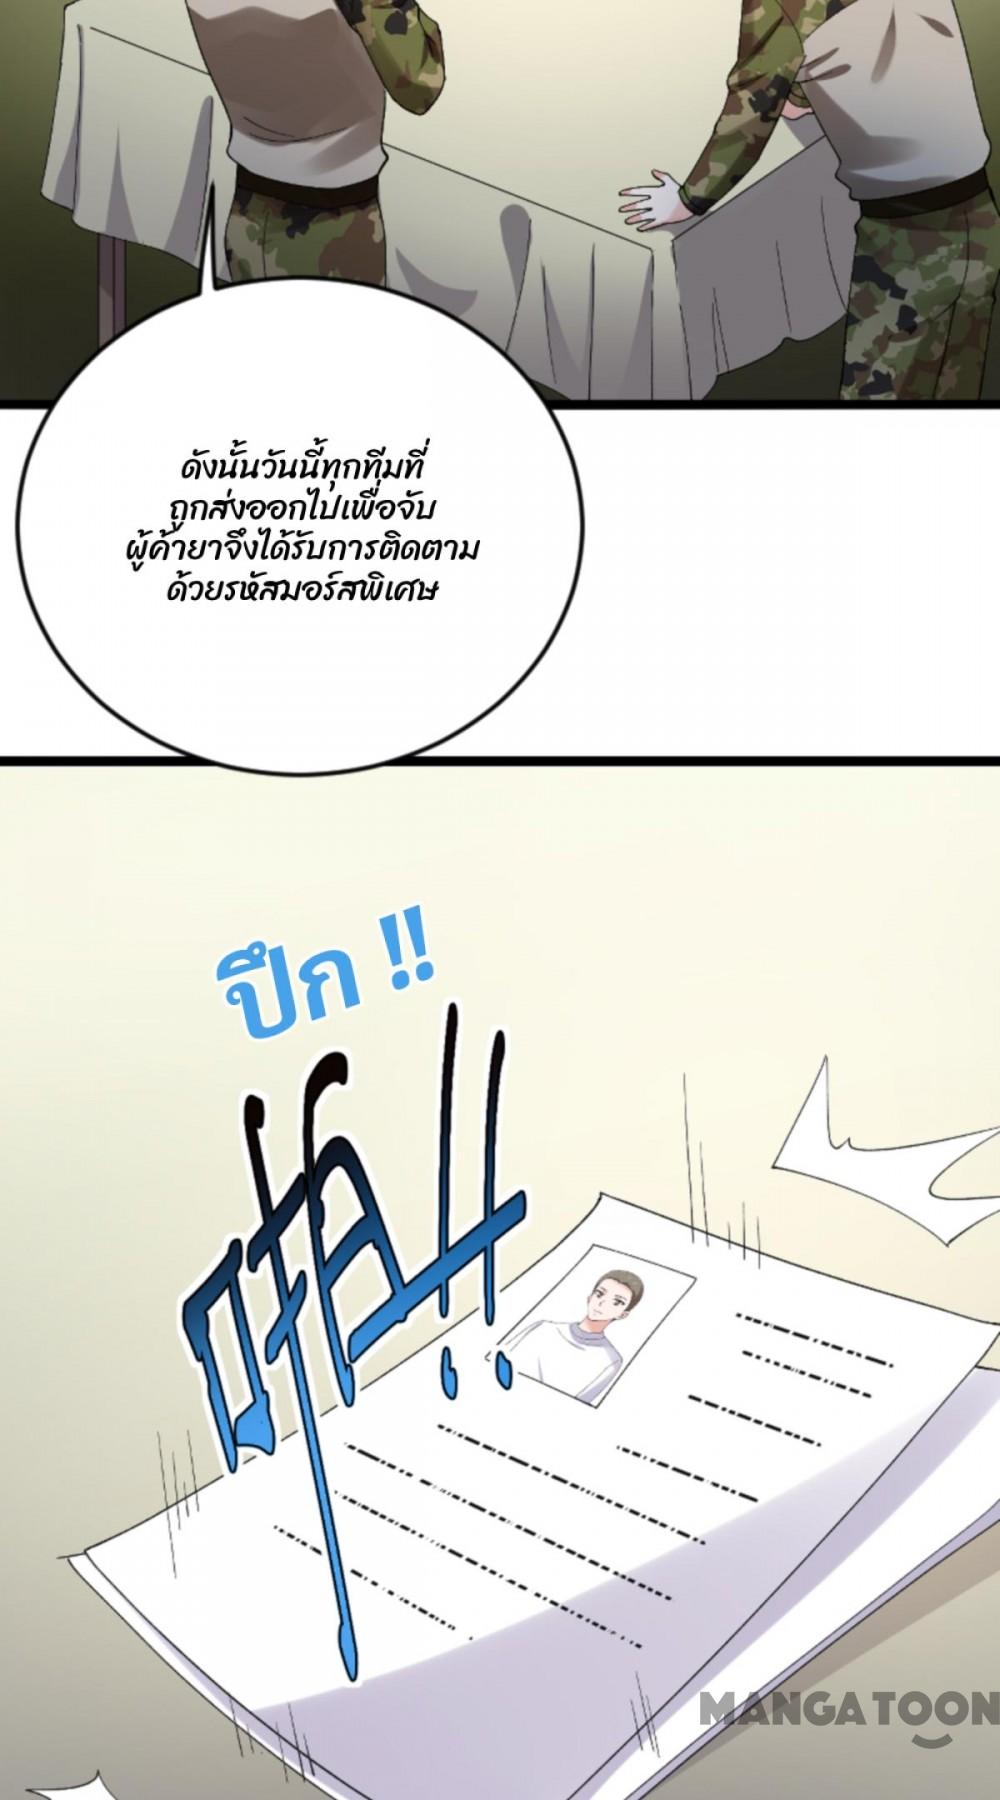 ดังนั้นวันนี้ทุกทีมที่
ถูกส่งออกไปเพื่อจับ
ผู้ค้ายาจึงได้รับการติดตาม
ด้วยรหัสมอร์สพิเศษ
ปึก !!
啪!!
MANGATOON